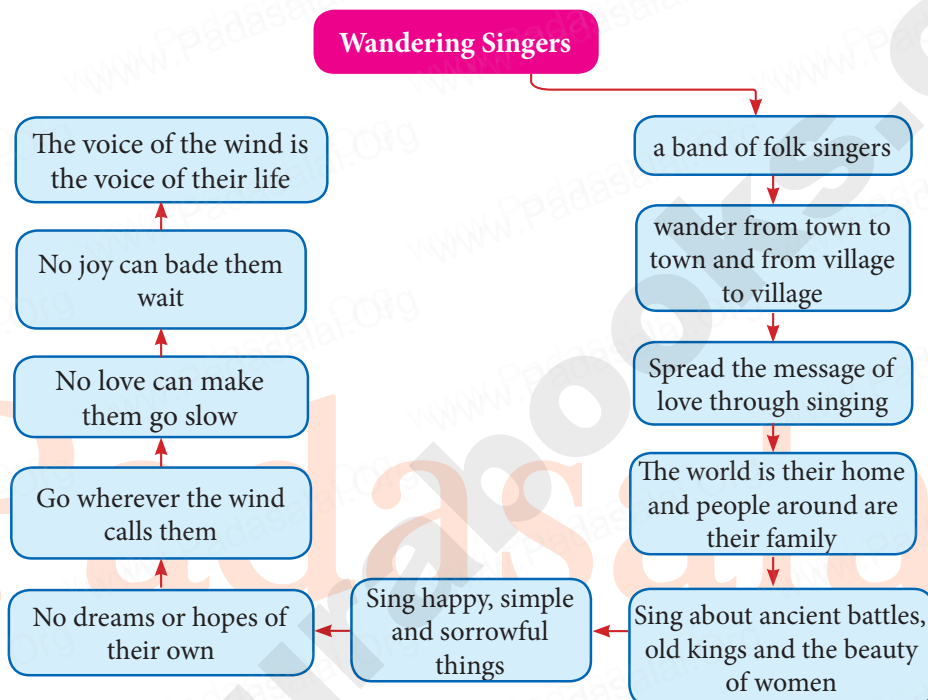 Wandering Singers
a band of folk singers
wander from town to
town and from village
to village
Spread the message of
love through singing
The world is their home
and people around are
their family
Sing about ancient battles,
old kings and the beauty
of women
Sing happy, simple
and sorrowful
things
No dreams or hopes of
their own
Go wherever the wind
calls them
No love can make
them go slow
No joy can bade them
wait
The voice of the wind is
the voice of their life
www.Padasalai.Org
Padasalai